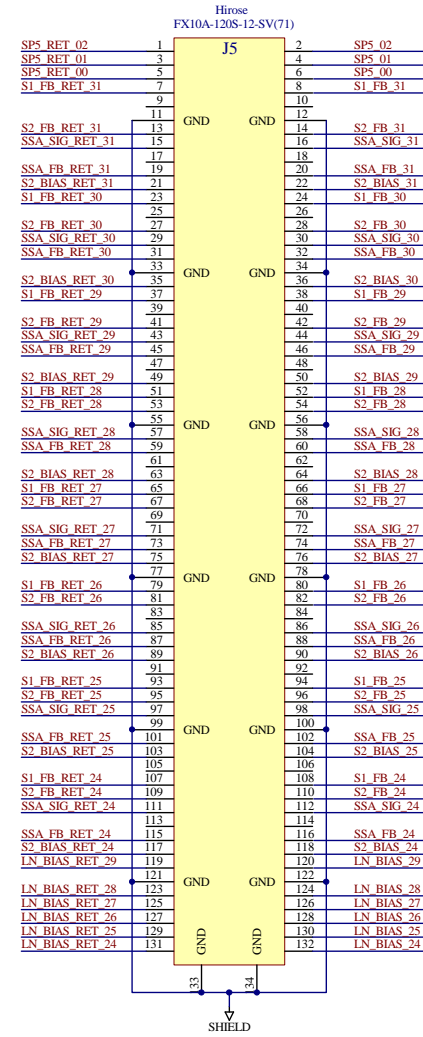 Hirose
FX10A-120S-12-SV(71)
J5
SP5_RET_02 1 2 SP5_02
SP5_RET_01 3 4 SP5_01
SP5_RET_00 5 6 SP5_00
S1_FB_RET_31 7 8 S1_FB_31
9 10
11 GND GND 12
S2_FB_RET_31 13 14 S2_FB_31
SSA_SIG_RET_31 15 16 SSA_SIG_31
17 18
SSA_FB_RET_31 19 20 SSA_FB_31
S2_BIAS_RET_31 21 22 S2_BIAS_31
S1_FB_RET_30 23 24 S1_FB_30
25 26
S2_FB_RET_30 27 28 S2_FB_30
SSA_SIG_RET_30 29 30 SSA_SIG_30
SSA_FB_RET_30 31 32 SSA_FB_30
33 GND GND 34
S2_BIAS_RET_30 35 36 S2_BIAS_30
S1_FB_RET_29 37 38 S1_FB_29
39 40
S2_FB_RET_29 41 42 S2_FB_29
SSA_SIG_RET_29 43 44 SSA_SIG_29
SSA_FB_RET_29 45 46 SSA_FB_29
47 48
S2_BIAS_RET_29 49 50 S2_BIAS_29
S1_FB_RET_28 51 52 S1_FB_28
S2_FB_RET_28 53 54 S2_FB_28
55 GND GND 56
SSA_SIG_RET_28 57 58 SSA_SIG_28
SSA_FB_RET_28 59 60 SSA_FB_28
61 62
S2_BIAS_RET_28 63 64 S2_BIAS_28
S1_FB_RET_27 65 66 S1_FB_27
S2_FB_RET_27 67 68 S2_FB_27
69 70
SSA_SIG_RET_27 71 72 SSA_SIG_27
SSA_FB_RET_27 73 74 SSA_FB_27
S2_BIAS_RET_27 75 76 S2_BIAS_27
77 GND GND 78
S1_FB_RET_26 79 80 S1_FB_26
S2_FB_RET_26 81 82 S2_FB_26
83 84
SSA_SIG_RET_26 85 86 SSA_SIG_26
SSA_FB_RET_26 87 88 SSA_FB_26
S2_BIAS_RET_26 89 90 S2_BIAS_26
91 92
S1_FB_RET_25 93 94 S1_FB_25
S2_FB_RET_25 95 96 S2_FB_25
SSA_SIG_RET_25 97 98 SSA_SIG_25
99 GND GND 100
SSA_FB_RET_25 101 102 SSA_FB_25
S2_BIAS_RET_25 103 104 S2_BIAS_25
105 106
S1_FB_RET_24 107 108 S1_FB_24
S2_FB_RET_24 109 110 S2_FB_24
SSA_SIG_RET_24 111 112 SSA_SIG_24
113 114
SSA_FB_RET_24 115 116 SSA_FB_24
S2_BIAS_RET_24 117 118 S2_BIAS_24
LN_BIAS_RET_29 119 120 LN_BIAS_29
121 GND GND 122
LN_BIAS_RET_28 123 124 LN_BIAS_28
LN_BIAS_RET_27 125 126 LN_BIAS_27
LN_BIAS_RET_26 127 128 LN_BIAS_26
LN_BIAS_RET_25 129 130 LN_BIAS_25
LN_BIAS_RET_24 131 132 LN_BIAS_24
GND GND
133 134
SHIELD